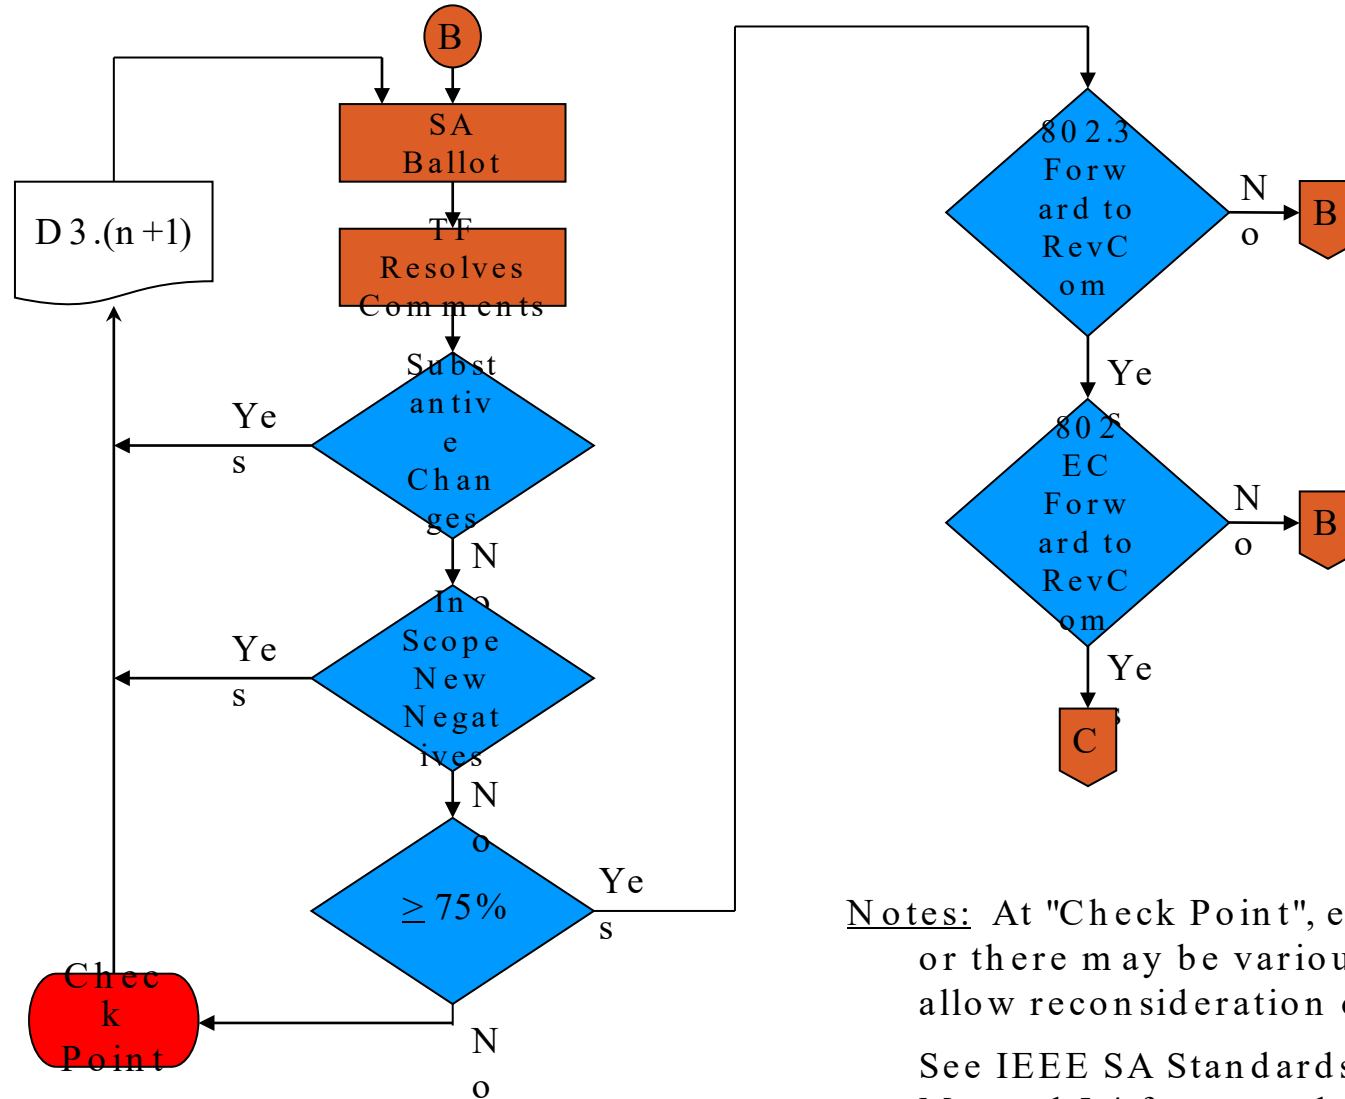 B
SA
Ballot
TF
Resolves
Comments
D3.(n+1)
Subst
antiv
e
Chan
ges
Ye
s
N
o
In
Scope
New
Negat
ives
Ye
s
N
o
≥ 75%
Ye
s
N
o
Chec
k
Point
802.3
Forw
ard to
RevC
om
N
o
B
Ye
s
802
EC
Forw
ard to
RevC
om
N
o
B
Ye
s
C
Notes: At "Check Point", e
or there may be variou
allow reconsideration
See IEEE SA Standards